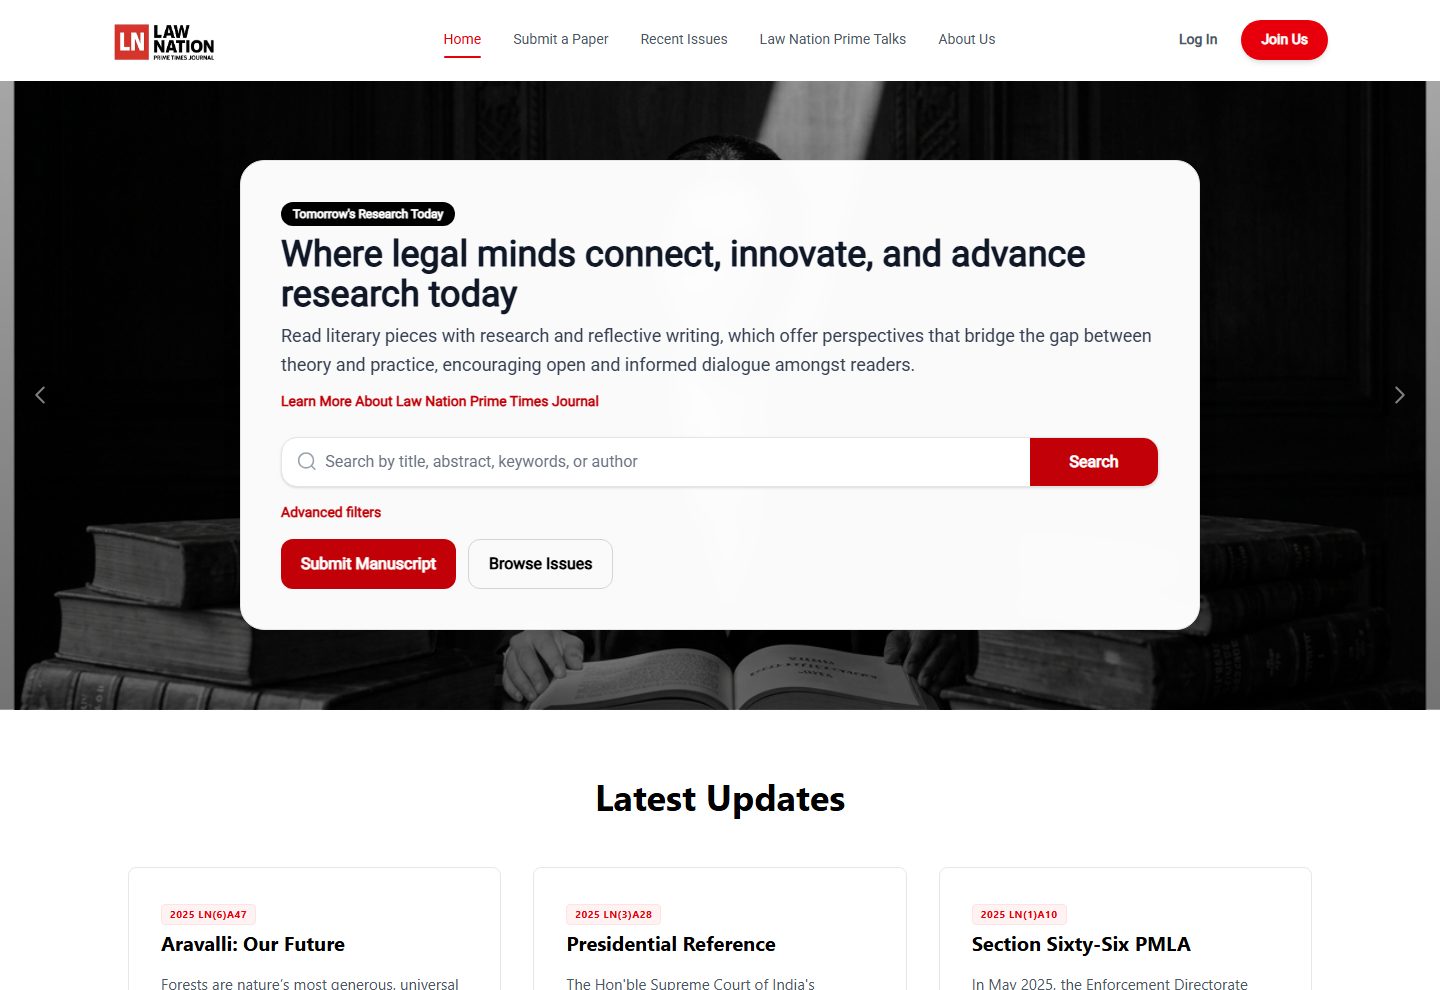 LN LAW NATION
PRIME TIMES JOURNAL
Home
Submit a Paper
Recent Issues
Law Nation Prime Talks
About Us
Log In
Join Us
Tomorrow's Research Today
Where legal minds connect, innovate, and advance
research today
Read literary pieces with research and reflective writing, which offer perspectives that bridge the gap between
theory and practice, encouraging open and informed dialogue amongst readers.
Learn More About Law Nation Prime Times Journal
Search by title, abstract, keywords, or author
Search
Advanced filters
Submit Manuscript
Browse Issues
Latest Updates
2025 LN(6)A47
Aravalli: Our Future
Forests are nature's most generous, universal
2025 LN(3)A28
Presidential Reference
The Hon'ble Supreme Court of India's
2025 LN(1)A10
Section Sixty-Six PMLA
In May 2025, the Enforcement Directorate